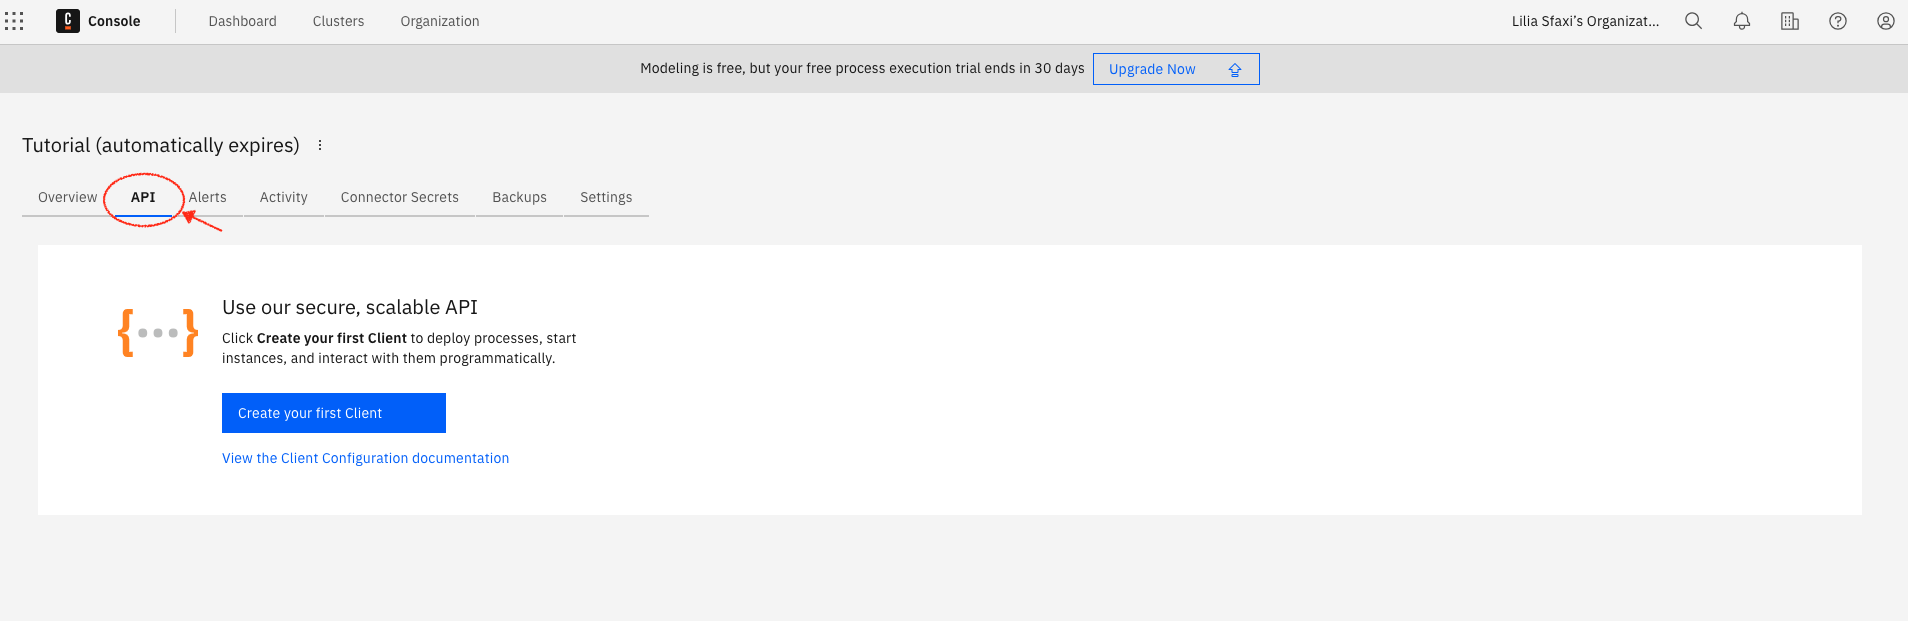 Console Dashboard Clusters Organization Lilia Sfaxi's Organizat...
Modeling is free, but your free process execution trial ends in 30 days Upgrade Now
Tutorial (automatically expires)
Overview API Alerts Activity Connector Secrets Backups Settings
Use our secure, scalable API
Click Create your first Client to deploy processes, start
instances, and interact with them programmatically.
Create your first Client
View the Client Configuration documentation